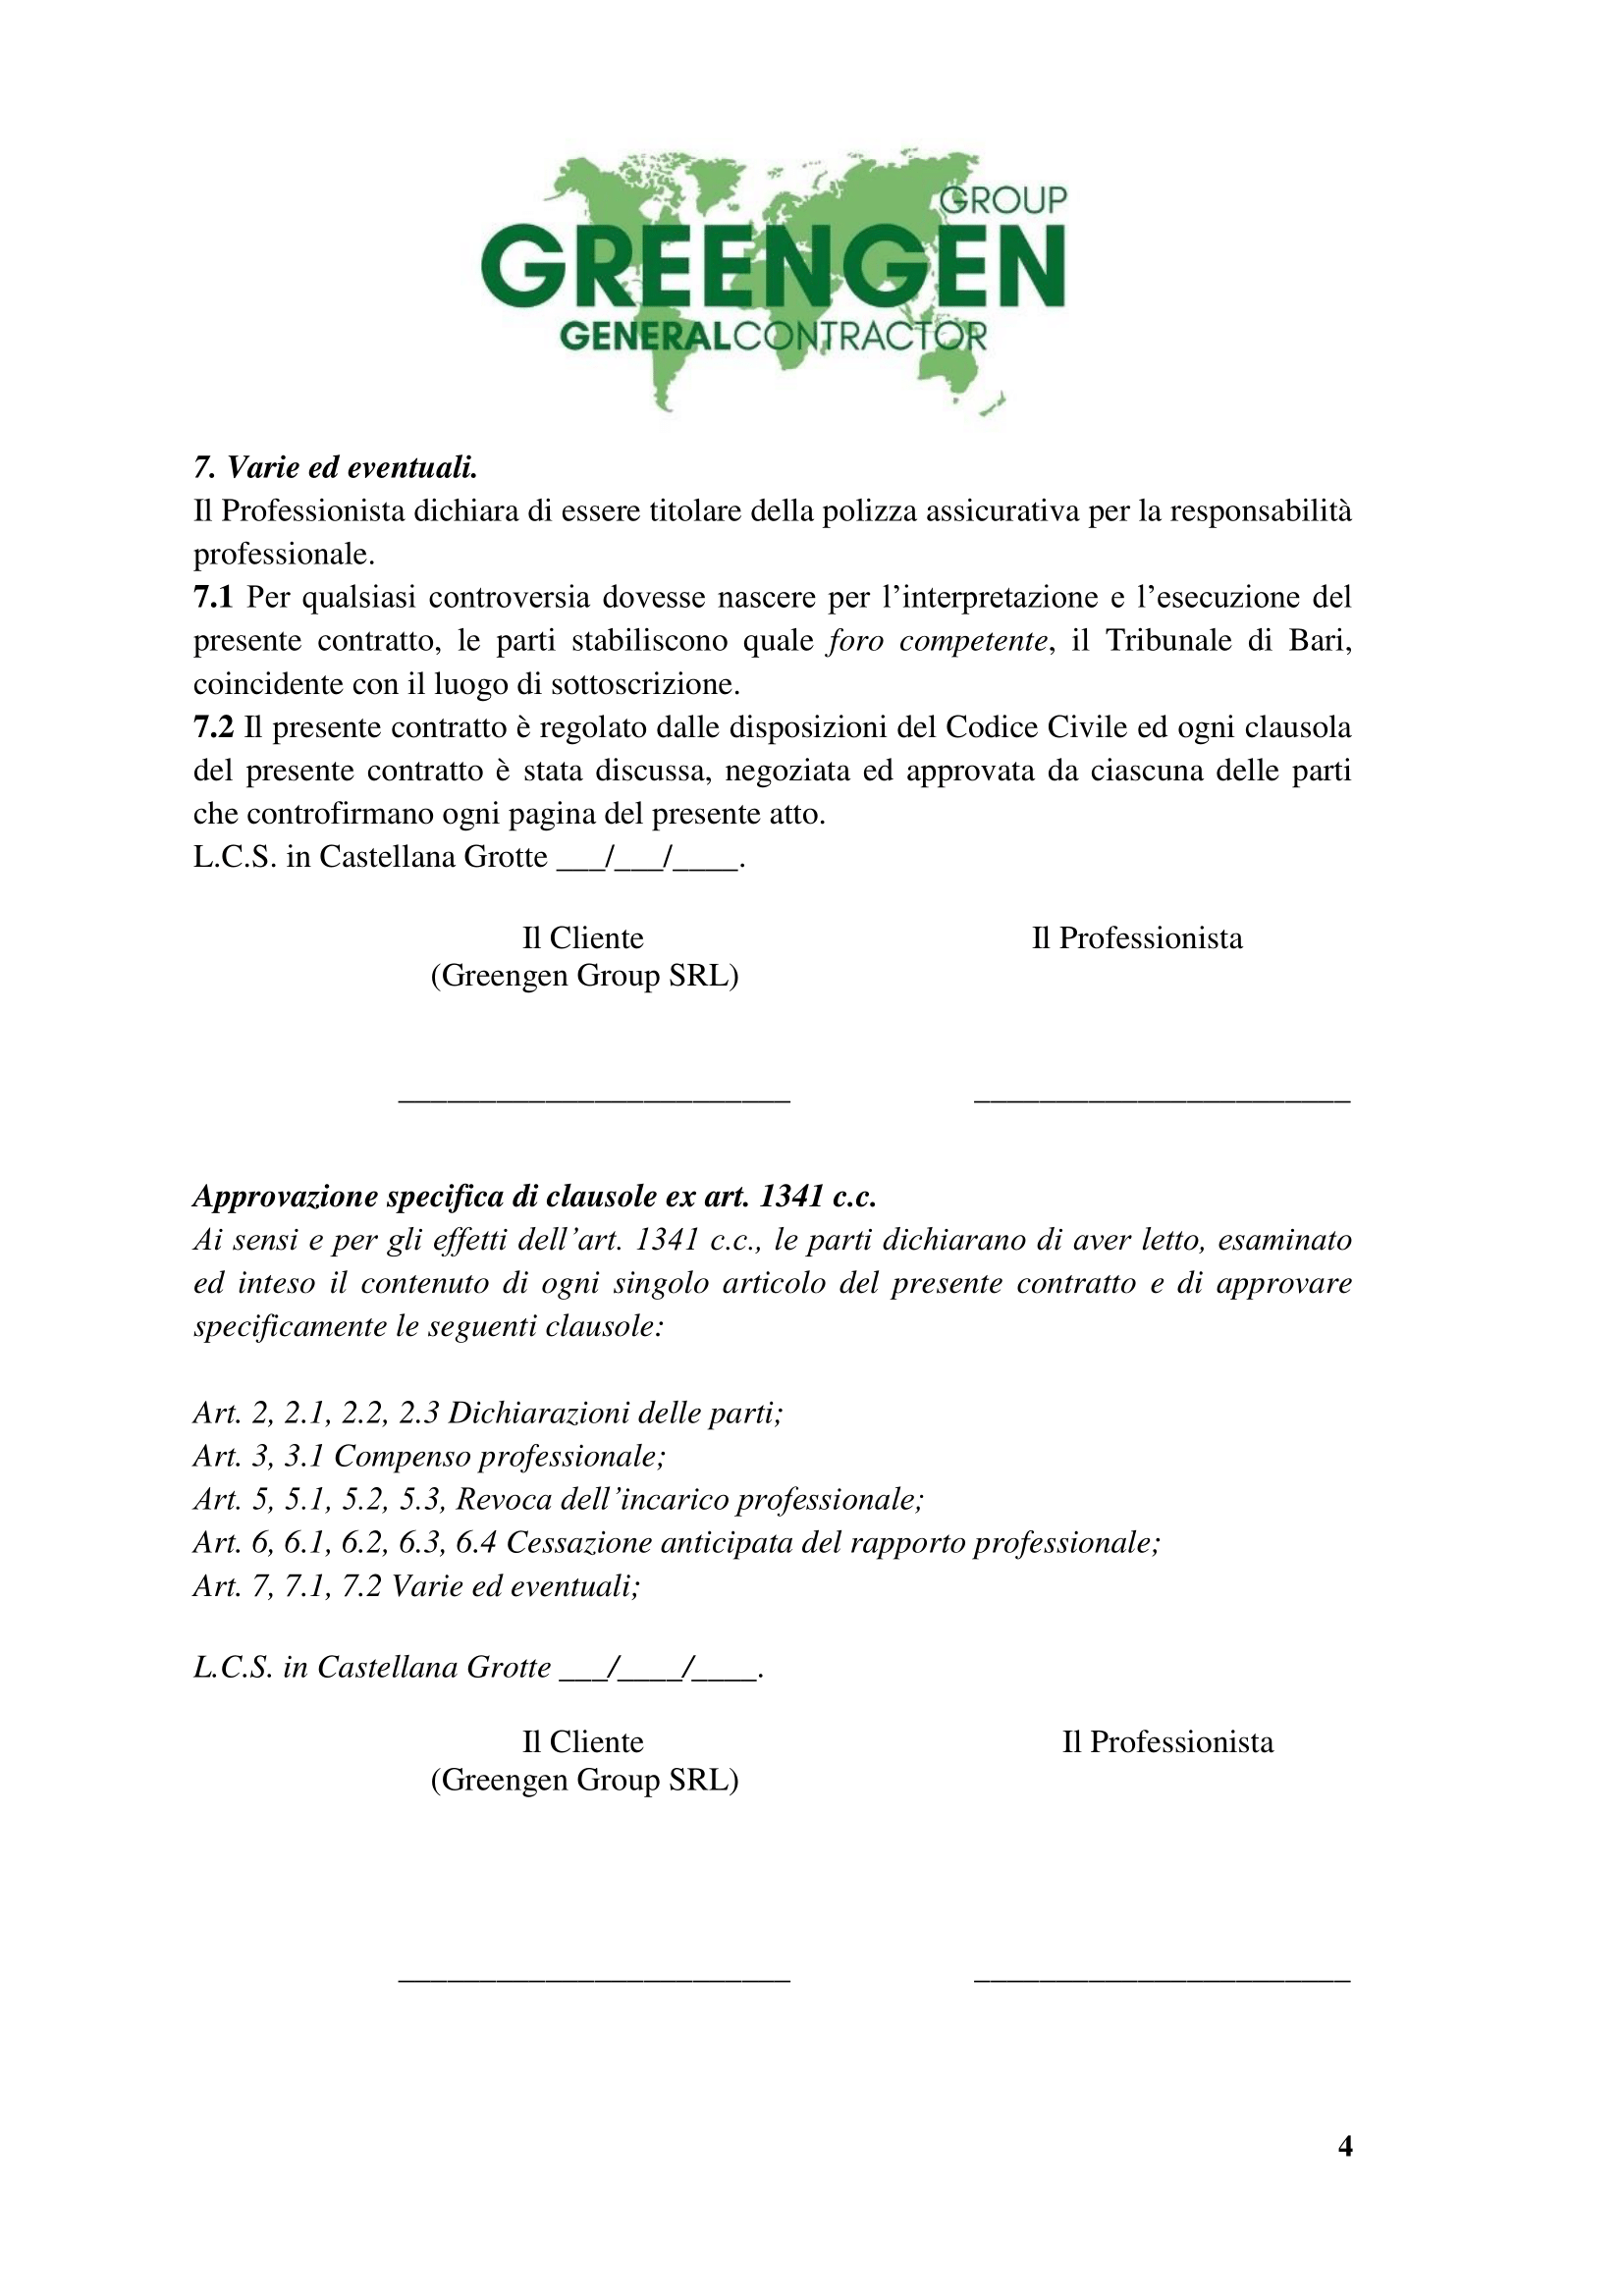 GROUP
GREENGEN
GENERALCONTRACTOR
7. Varie ed eventuali.
Il Professionista dichiara di essere titolare della polizza assicurativa per la responsabilità
professionale.
7.1 Per qualsiasi controversia dovesse nascere per l’interpretazione e l’esecuzione del
presente contratto, le parti stabiliscono quale foro competente, il Tribunale di Bari,
coincidente con il luogo di sottoscrizione.
7.2 Il presente contratto è regolato dalle disposizioni del Codice Civile ed ogni clausola
del presente contratto è stata discussa, negoziata ed approvata da ciascuna delle parti
che controfirmano ogni pagina del presente atto.
L.C.S. in Castellana Grotte ___/___/____.
Il Cliente Il Professionista
(Greengen Group SRL)
________________________ _______________________
Approvazione specifica di clausole ex art. 1341 c.c.
Ai sensi e per gli effetti dell’art. 1341 c.c., le parti dichiarano di aver letto, esaminato
ed inteso il contenuto di ogni singolo articolo del presente contratto e di approvare
specificamente le seguenti clausole:
Art. 2, 2.1, 2.2, 2.3 Dichiarazioni delle parti;
Art. 3, 3.1 Compenso professionale;
Art. 5, 5.1, 5.2, 5.3, Revoca dell’incarico professionale;
Art. 6, 6.1, 6.2, 6.3, 6.4 Cessazione anticipata del rapporto professionale;
Art. 7, 7.1, 7.2 Varie ed eventuali;
L.C.S. in Castellana Grotte ___/____/____.
Il Cliente Il Professionista
(Greengen Group SRL)
________________________ _______________________
4